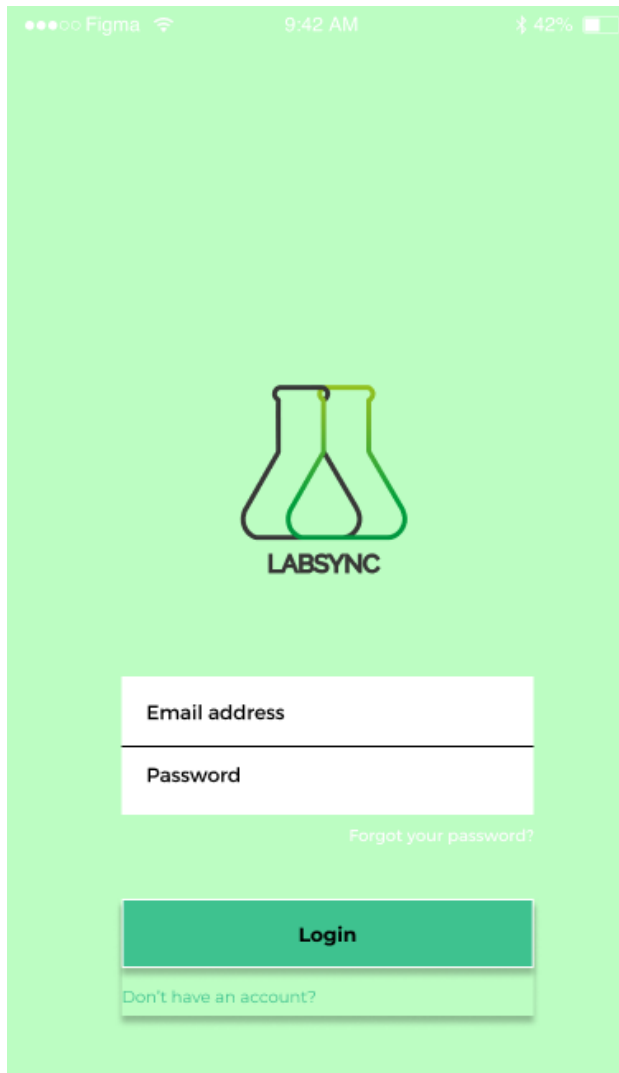 Figma 9:42 AM 42%
LABSYNC
Email address
Password
Forgot your password?
Login
Don't have an account?